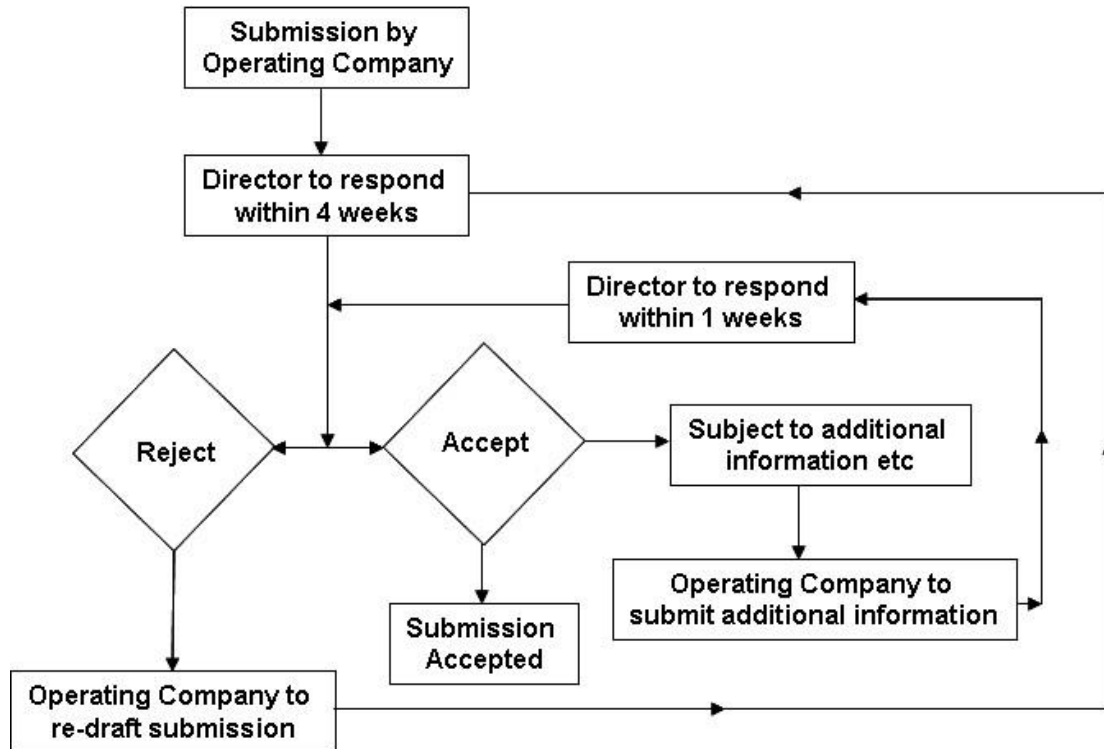 Submission by
Operating Company
Director to respond
within 4 weeks
Director to respond
within 1 weeks
Reject
Accept
Subject to additional
information etc
Operating Company to
submit additional information
Submission
Accepted
Operating Company to
re-draft submission